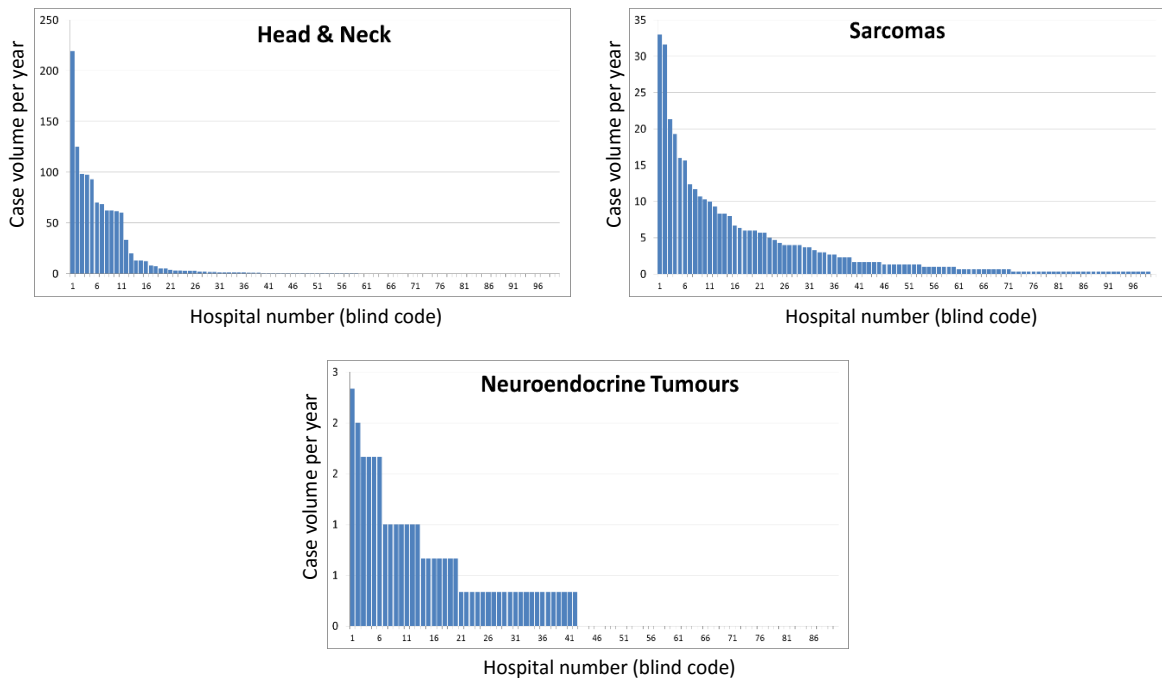 Head & Neck
Case volume per year
250
200
150
100
50
0
1 6 11 16 21 26 31 36 41 46 51 56 61 66 71 76 81 86 91 96
Hospital number (blind code)
Sarcomas
Case volume per year
35
30
25
20
15
10
5
0
1 6 11 16 21 26 31 36 41 46 51 56 61 66 71 76 81 86 91 96
Hospital number (blind code)
Neuroendocrine Tumours
Case volume per year
3
2
2
1
1
0
1 6 11 16 21 26 31 36 41 46 51 56 61 66 71 76 81 86
Hospital number (blind code)